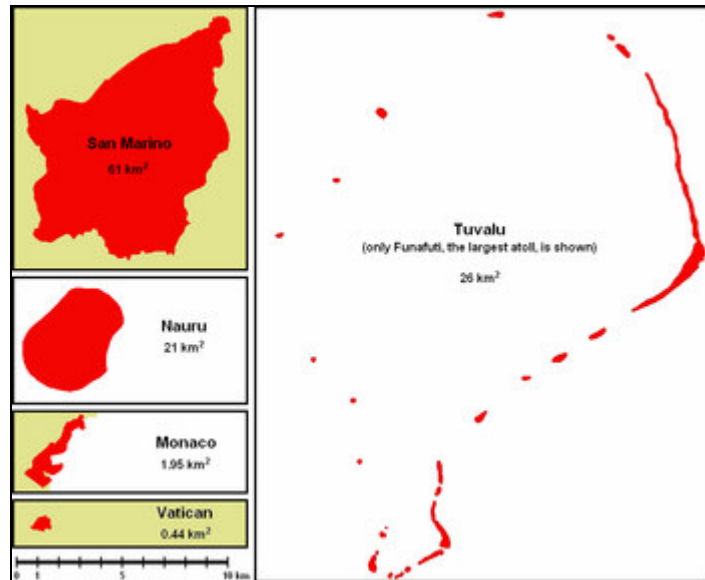 San Marino
61 km²
Nauru
21 km²
Monaco
1.95 km²
Vatican
0.44 km²
0 1 5 10 km
Tuvalu
(only Funafuti, the largest atoll, is shown)
26 km²